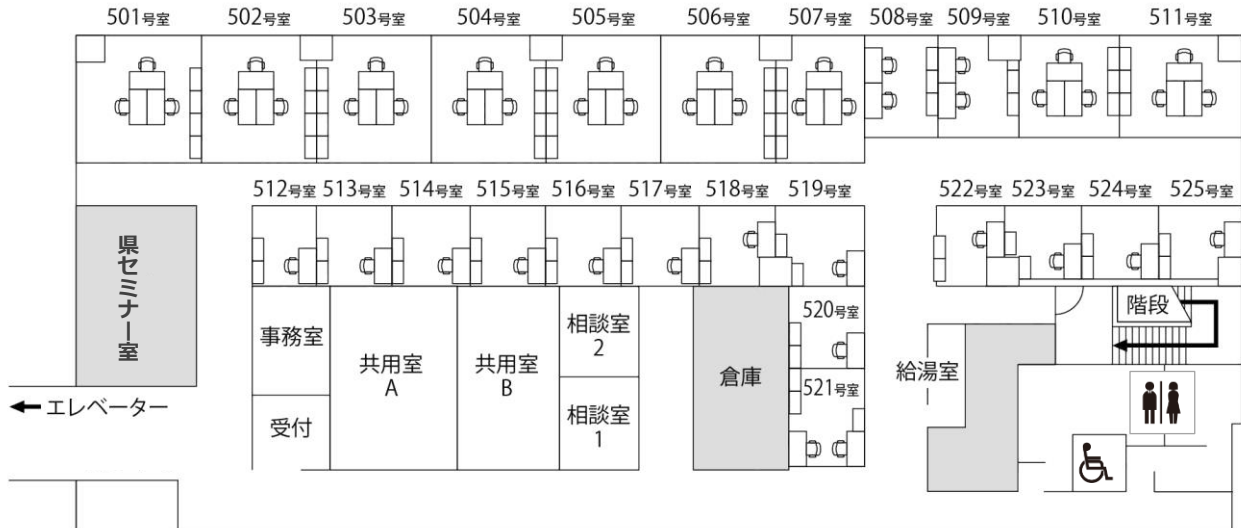 501号室 502号室 503号室 504号室 505号室 506号室 507号室 508号室 509号室 510号室 511号室
512号室 513号室 514号室 515号室 516号室 517号室 518号室 519号室 522号室 523号室 524号室 525号室
県セミナー室
事務室
受付
共用室
A
共用室
B
相談室
2
相談室
1
倉庫
520号室
521号室
給湯室
階段
エレベーター